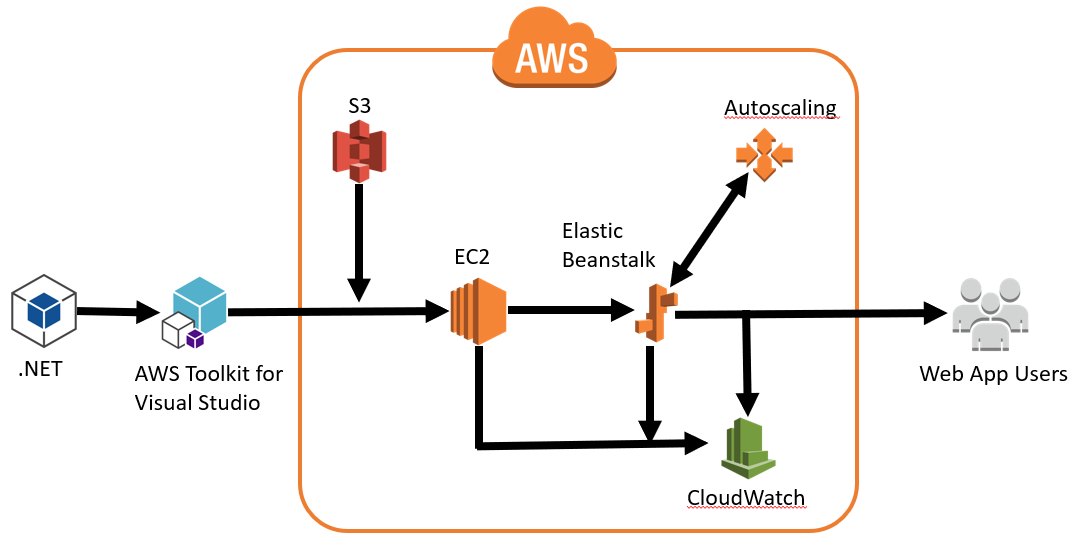 AWS
S3
Autoscaling
Elastic
Beanstalk
EC2
.NET
AWS Toolkit for
Visual Studio
Web App Users
CloudWatch